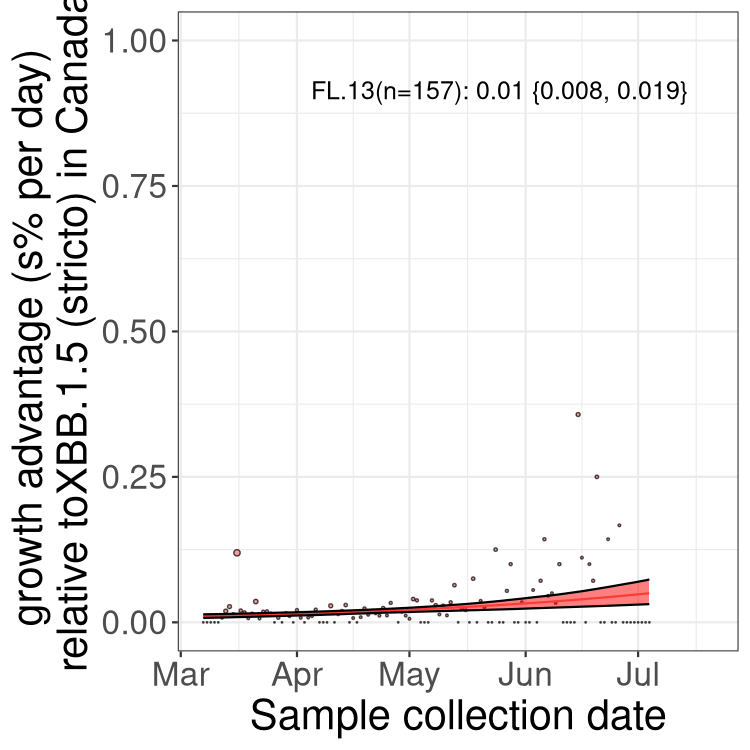 growth advantage (s% per day)
relative toXBB.1.5 (stricto) in Canada
1.00
0.75
0.50
0.25
0.00
FL.13(n=157): 0.01 {0.008, 0.019}
Mar Apr May Jun Jul
Sample collection date